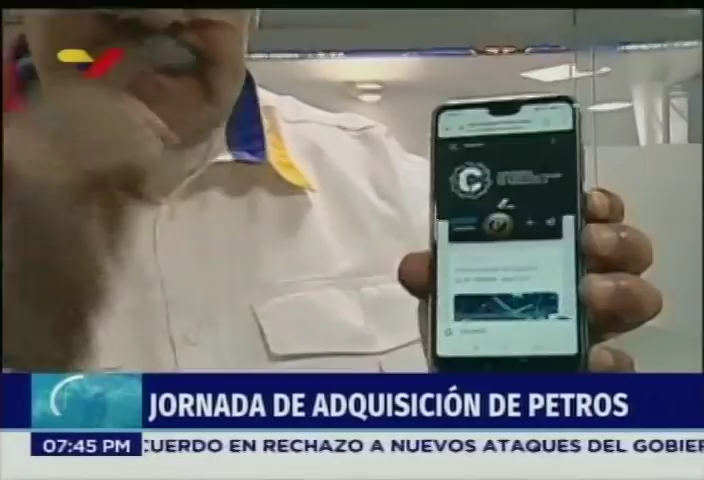 JORNADA DE ADQUISICIÓN DE PETROS
07:45 PM
CUERDO EN RECHAZO A NUEVOS ATAQUES DEL GOBIER